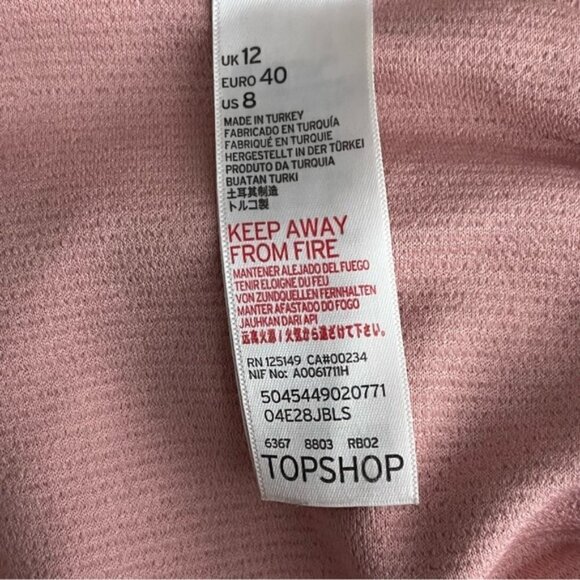 UK 12
EURO 40
US 8
MADE IN TURKEY
FABRICADO EN TURQUÍA
FABRIQUÉ EN TURQUIE
HERGESTELLT IN DER TÜRKEI
PRODUTO DA TURQUIA
BUATAN TURKI
土耳其制造
トルコ製
KEEP AWAY
FROM FIRE
MANTENER ALEJADO DEL FUEGO
TENIR ELOIGNE DU FEU
VON ZUNDQUELLEN FERNHALTEN
MANTER AFASTADO DO FOGO
JAUHKAN DARI API
远离火源 / 火気から遠ざけて下さい。
RN 125149 CA#00234
NIF No: A0061711H
5045449020771
04E28JBLS
6367 8803 RB02
TOPSHOP